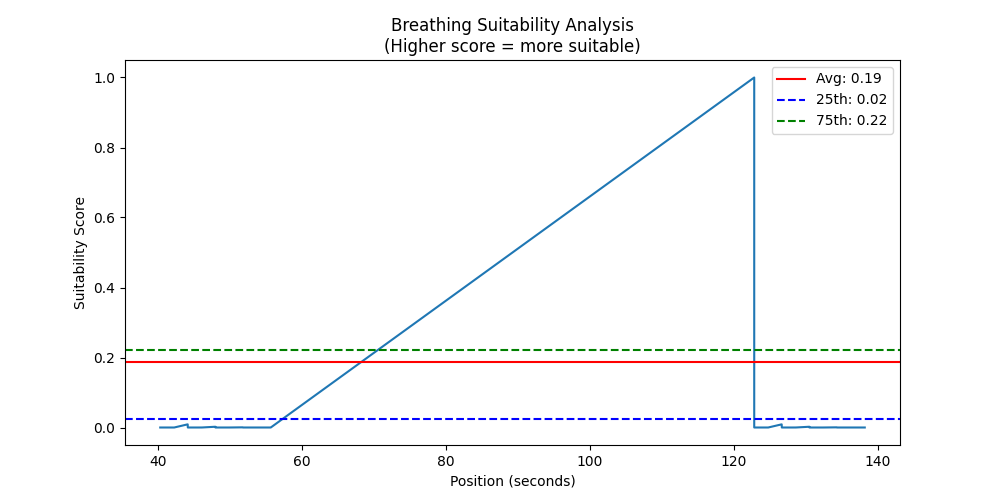 Breathing Suitability Analysis
(Higher score = more suitable)
Avg: 0.19
25th: 0.02
75th: 0.22
Suitability Score
1.0
0.8
0.6
0.4
0.2
0.0
40 60 80 100 120 140
Position (seconds)